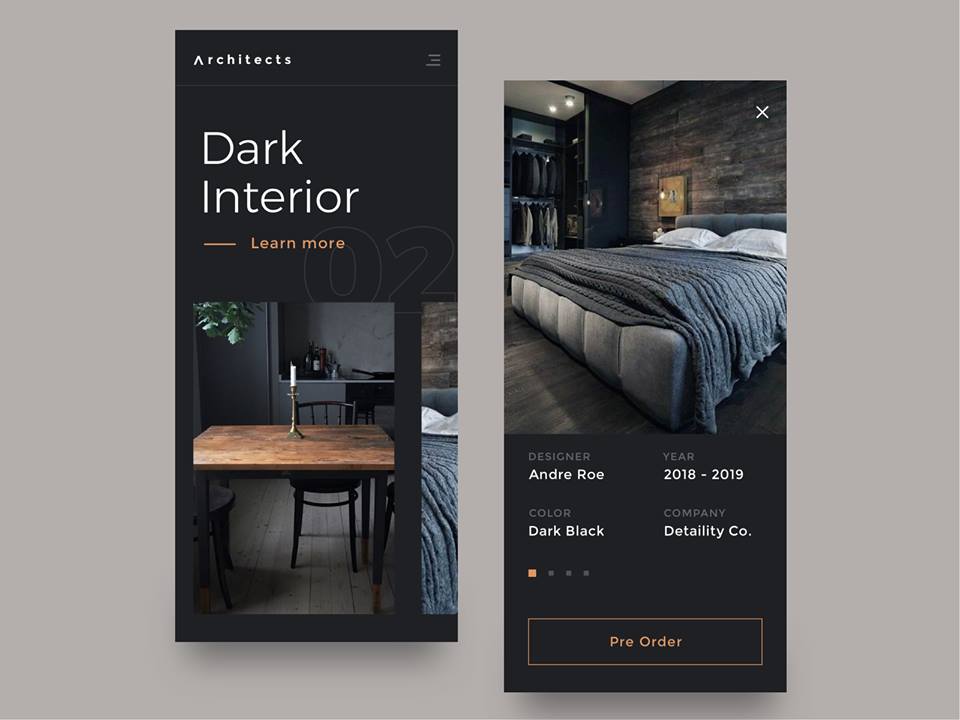 Architects
Dark
Interior
Learn more
02
DESIGNER
Andre Roe
YEAR
2018 - 2019
COLOR
Dark Black
COMPANY
Detaility Co.
Pre Order